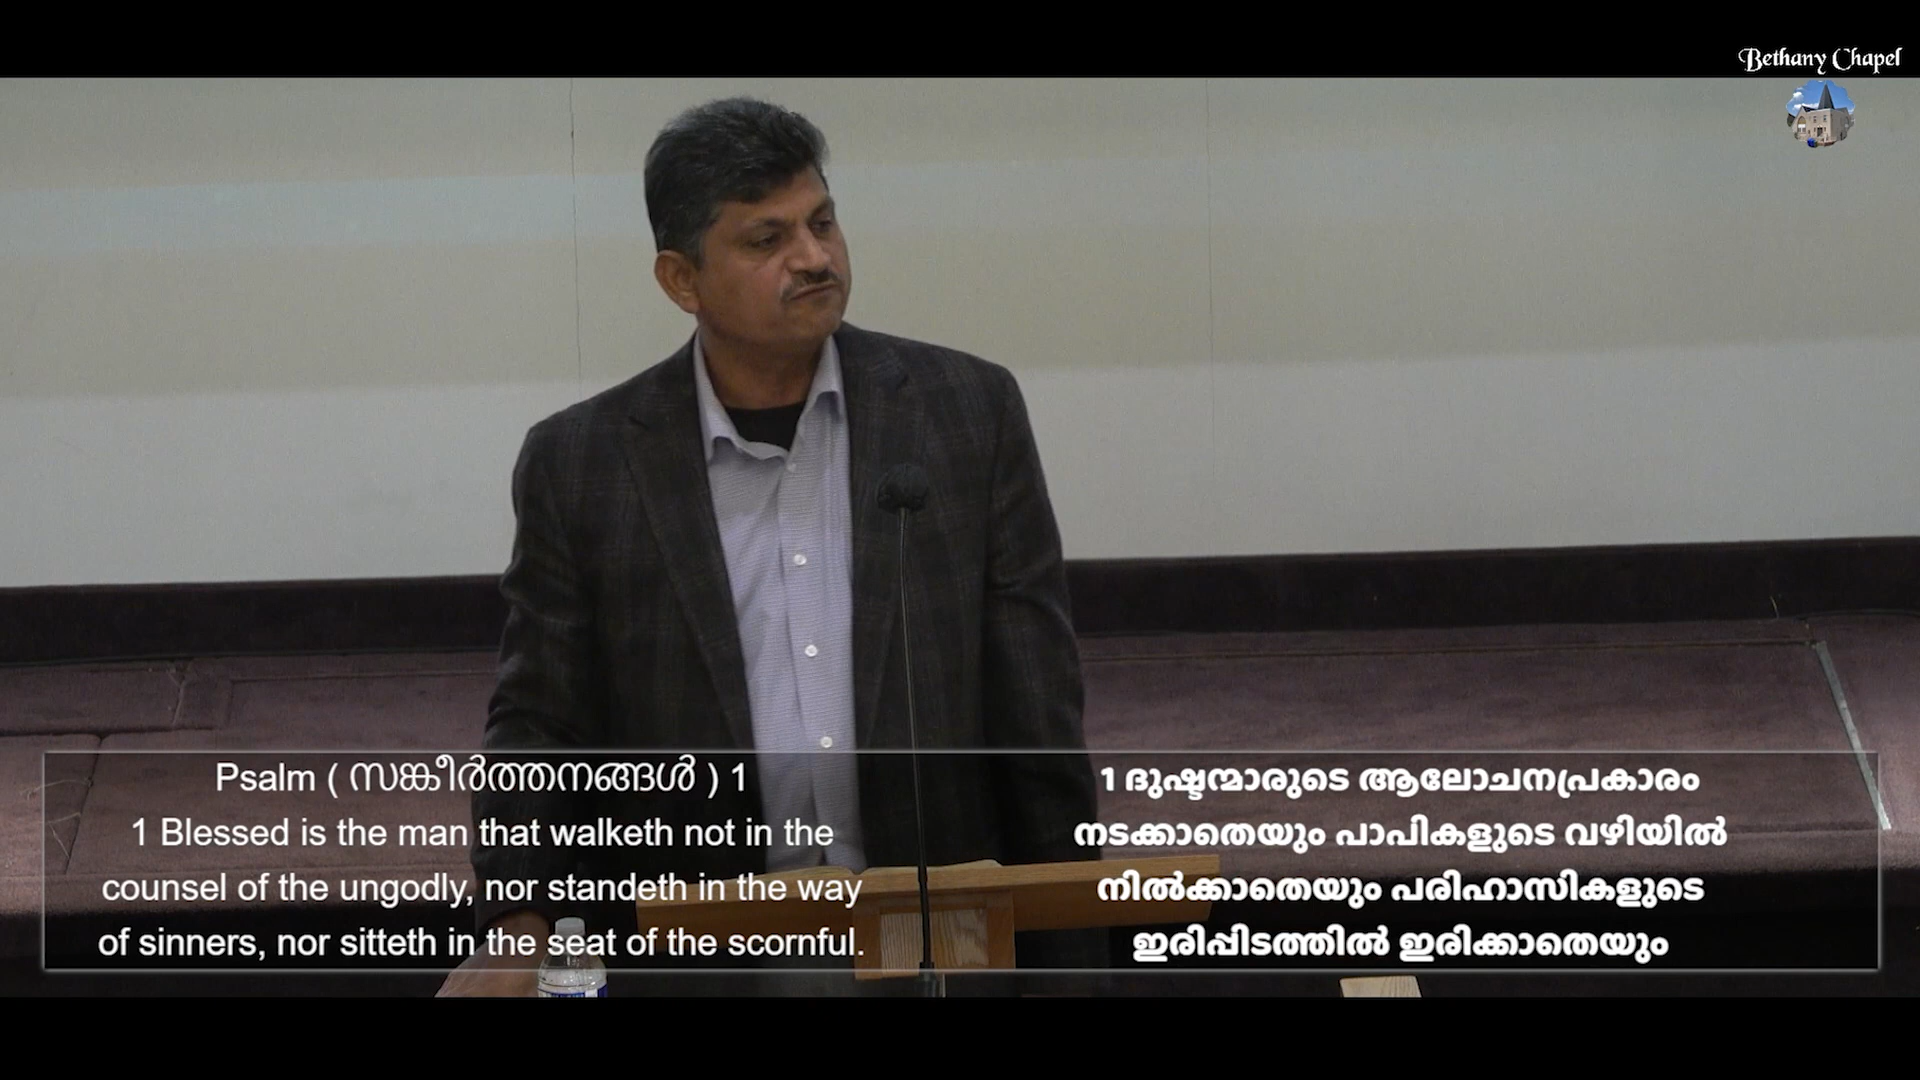 Bethany Chapel
Psalm ( സങ്കീർത്തനങ്ങൾ ) 1
1 Blessed is the man that walketh not in the
counsel of the ungodly, nor standeth in the way
of sinners, nor sitteth in the seat of the scornful.
1 ദുഷ്ടന്മാരുടെ ആലോചനപ്രകാരം
നടക്കാതെയും പാപികളുടെ വഴിയിൽ
നിൽക്കാതെയും പരിഹാസികളുടെ
ഇരിപ്പിടത്തിൽ ഇരിക്കാതെയും